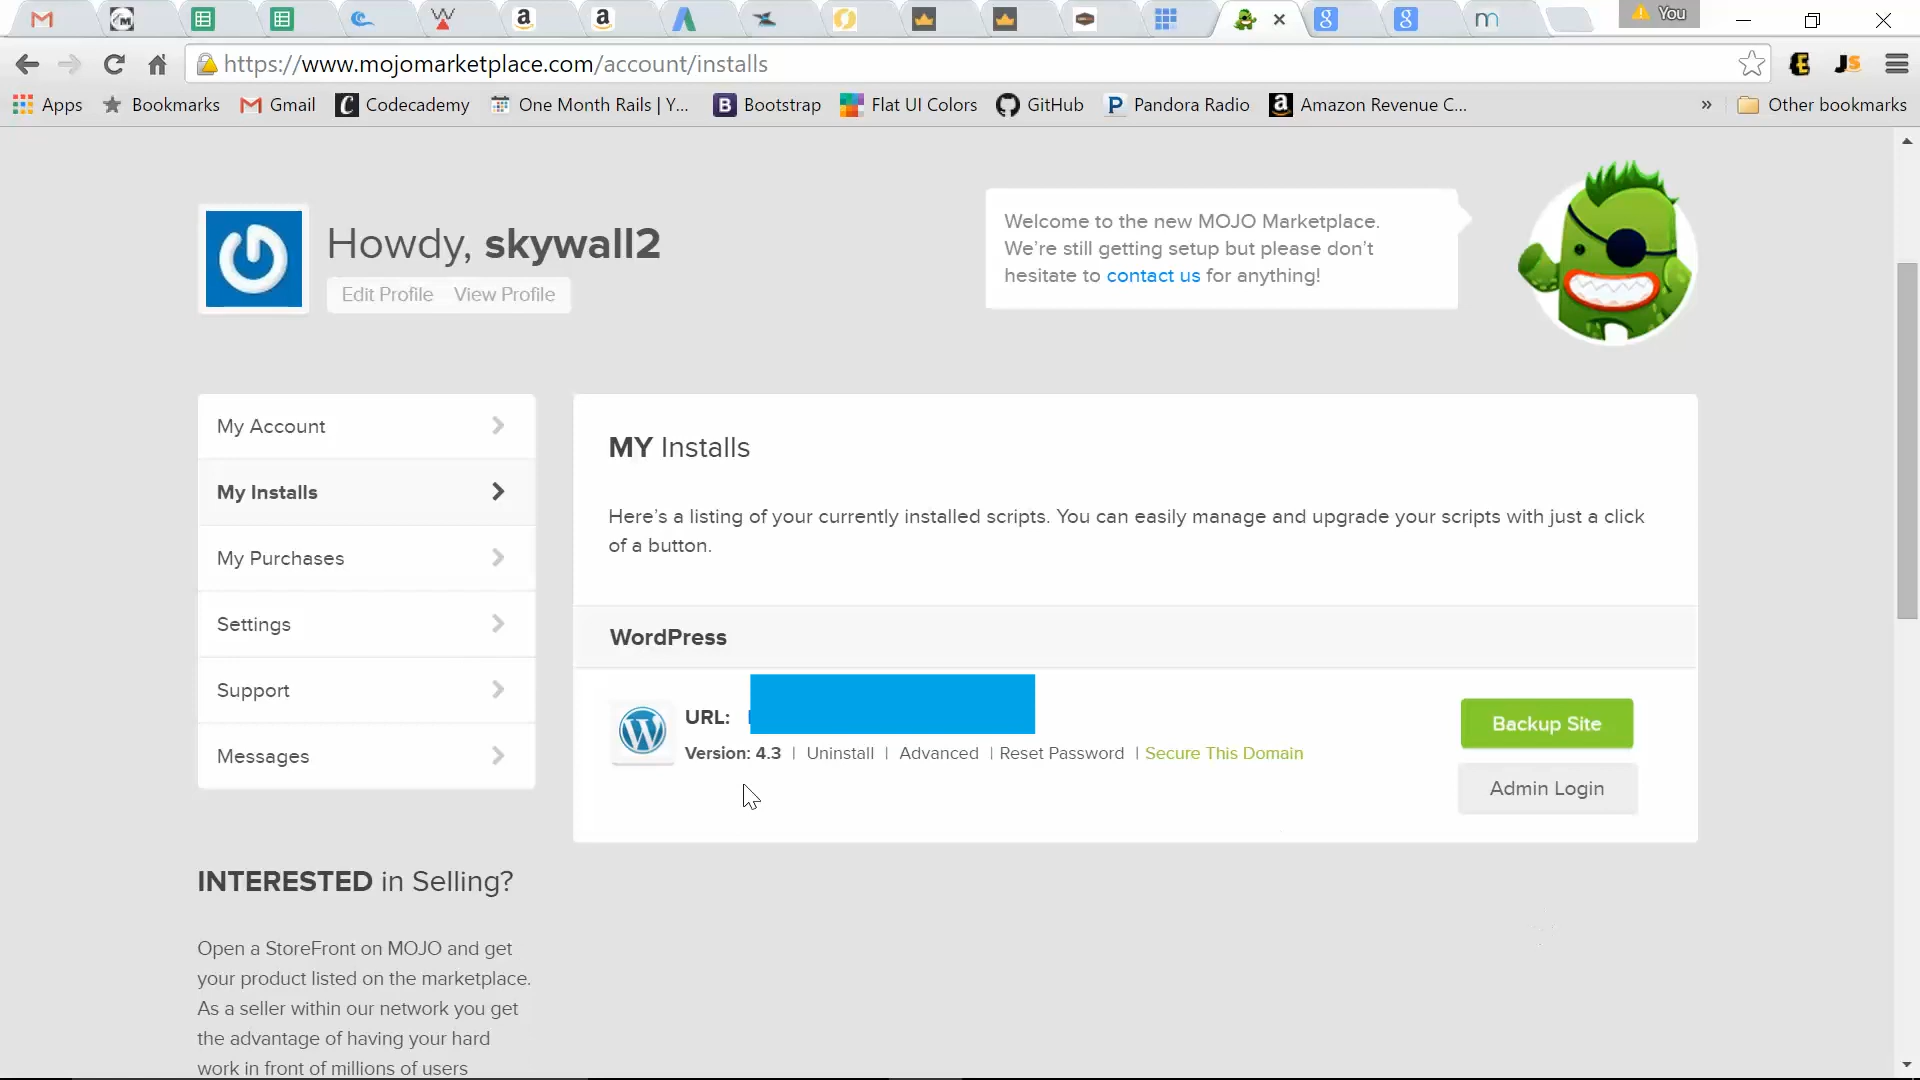 You
https://www.mojomarketplace.com/account/installs
Apps Bookmarks Gmail Codecademy One Month Rails | Y... Bootstrap Flat UI Colors GitHub Pandora Radio Amazon Revenue C... » Other bookmarks
Howdy, skywall2
Edit Profile View Profile
Welcome to the new MOJO Marketplace.
We're still getting setup but please don't
hesitate to contact us for anything!
My Account
My Installs
My Purchases
Settings
Support
Messages
MY Installs
Here's a listing of your currently installed scripts. You can easily manage and upgrade your scripts with just a click
of a button.
WordPress
URL:
Version: 4.3 | Uninstall | Advanced | Reset Password | Secure This Domain
Backup Site
Admin Login
INTERESTED in Selling?
Open a StoreFront on MOJO and get
your product listed on the marketplace.
As a seller within our network you get
the advantage of having your hard
work in front of millions of users